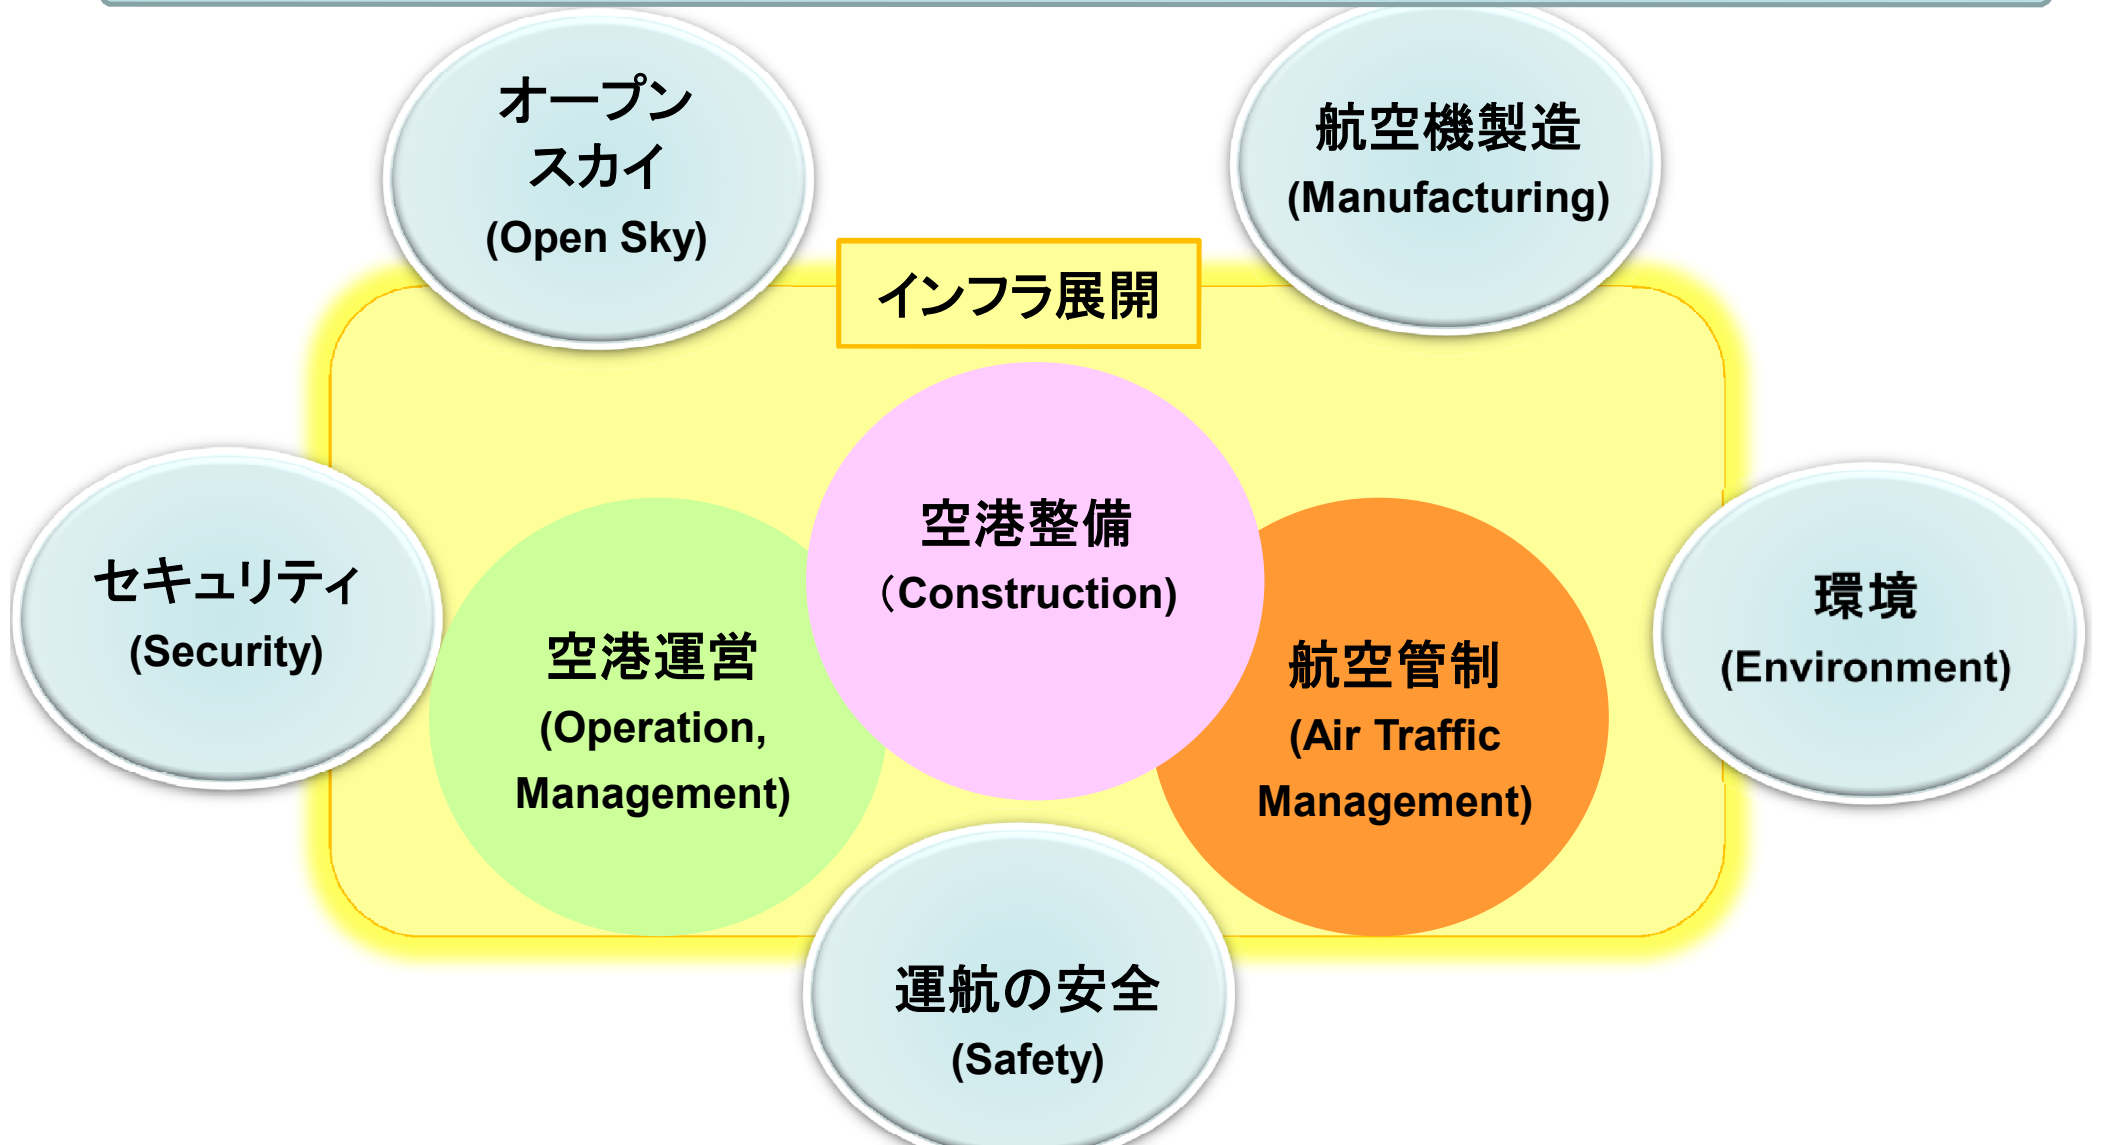 オープン
スカイ
(Open Sky)
航空機製造
(Manufacturing)
インフラ展開
空港整備
（Construction)
セキュリティ
(Security)
環境
(Environment)
空港運営
(Operation,
Management)
航空管制
(Air Traffic
Management)
運航の安全
(Safety)